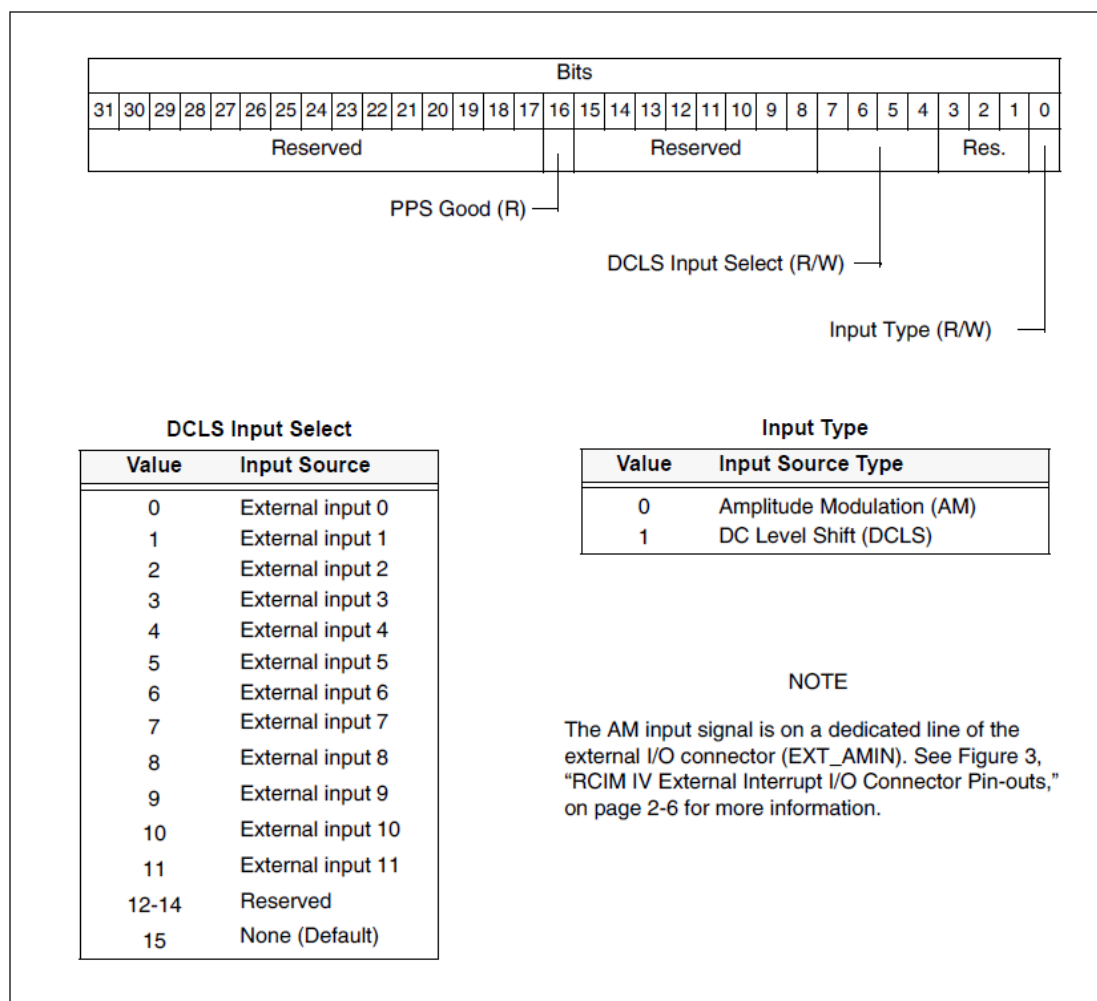 Bits
31 30 29 28 27 26 25 24 23 22 21 20 19 18 17 16 15 14 13 12 11 10 9 8 7 6 5 4 3 2 1 0
Reserved Reserved Res.
PPS Good (R)
DCLS Input Select (R/W)
Input Type (R/W)
DCLS Input Select
Value Input Source
0 External input 0
1 External input 1
2 External input 2
3 External input 3
4 External input 4
5 External input 5
6 External input 6
7 External input 7
8 External input 8
9 External input 9
10 External input 10
11 External input 11
12-14 Reserved
15 None (Default)
Input Type
Value Input Source Type
0 Amplitude Modulation (AM)
1 DC Level Shift (DCLS)
NOTE
The AM input signal is on a dedicated line of the
external I/O connector (EXT_AMIN). See Figure 3,
“RCIM IV External Interrupt I/O Connector Pin-outs,”
on page 2-6 for more information.